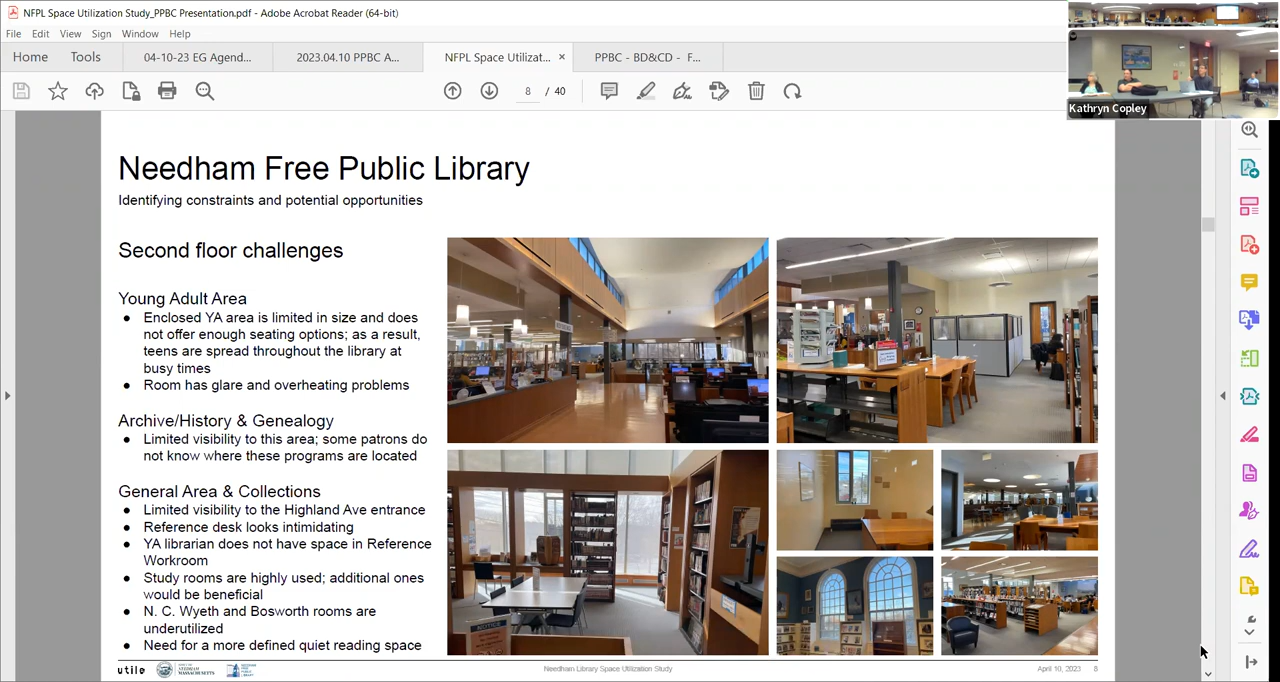 NFPL Space Utilization Study_PPBC Presentation.pdf - Adobe Acrobat Reader (64-bit)
File Edit View Sign Window Help
Home Tools 04-10-23 EG Agend... 2023.04.10 PPBC A... NFPL Space Utilizat... × PPBC - BD&CD - F...
8 / 40
Kathryn Copley
Needham Free Public Library
Identifying constraints and potential opportunities
Second floor challenges
Young Adult Area
● Enclosed YA area is limited in size and does
not offer enough seating options; as a result,
teens are spread throughout the library at
busy times
● Room has glare and overheating problems
Archive/History & Genealogy
● Limited visibility to this area; some patrons do
not know where these programs are located
General Area & Collections
● Limited visibility to the Highland Ave entrance
● Reference desk looks intimidating
● YA librarian does not have space in Reference
Workroom
● Study rooms are highly used; additional ones
would be beneficial
● N. C. Wyeth and Bosworth rooms are
underutilized
● Need for a more defined quiet reading space
NOTICE
utile
NEEDHAM
MASSACHUSETTS
Needham Library Space Utilization Study
April 10, 2023 8